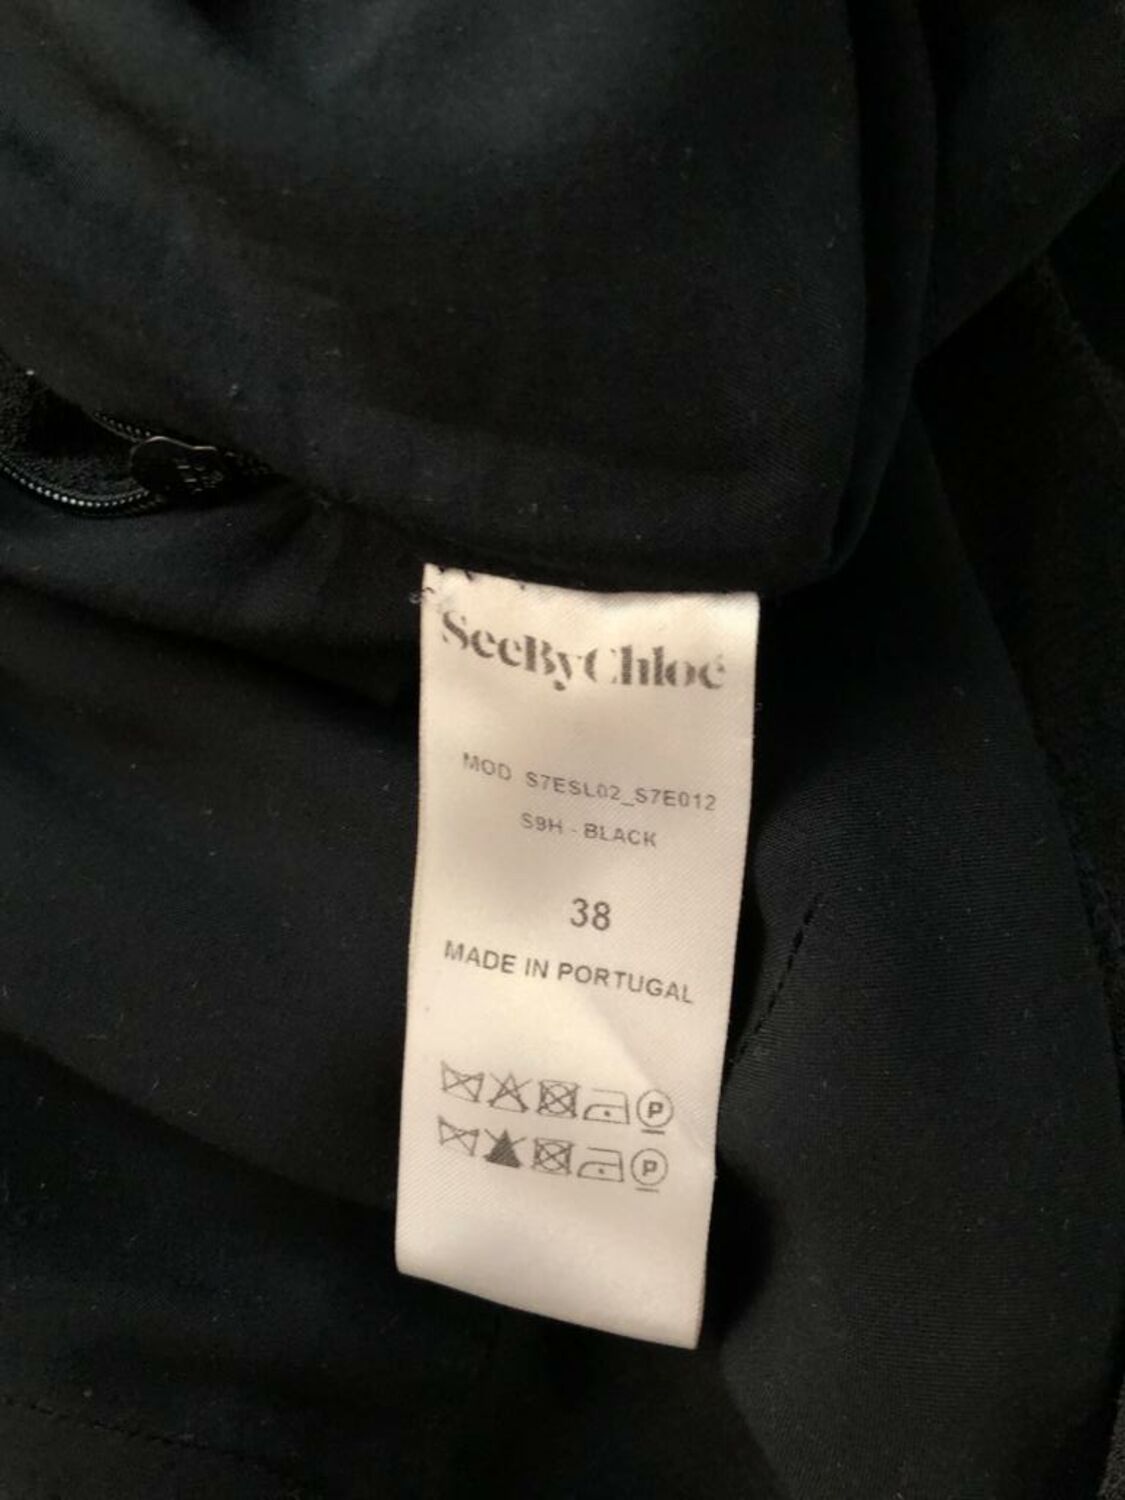 SeeByChloé
MOD S7ESL02_S7E012
S9H - BLACK
38
MADE IN PORTUGAL
P
P